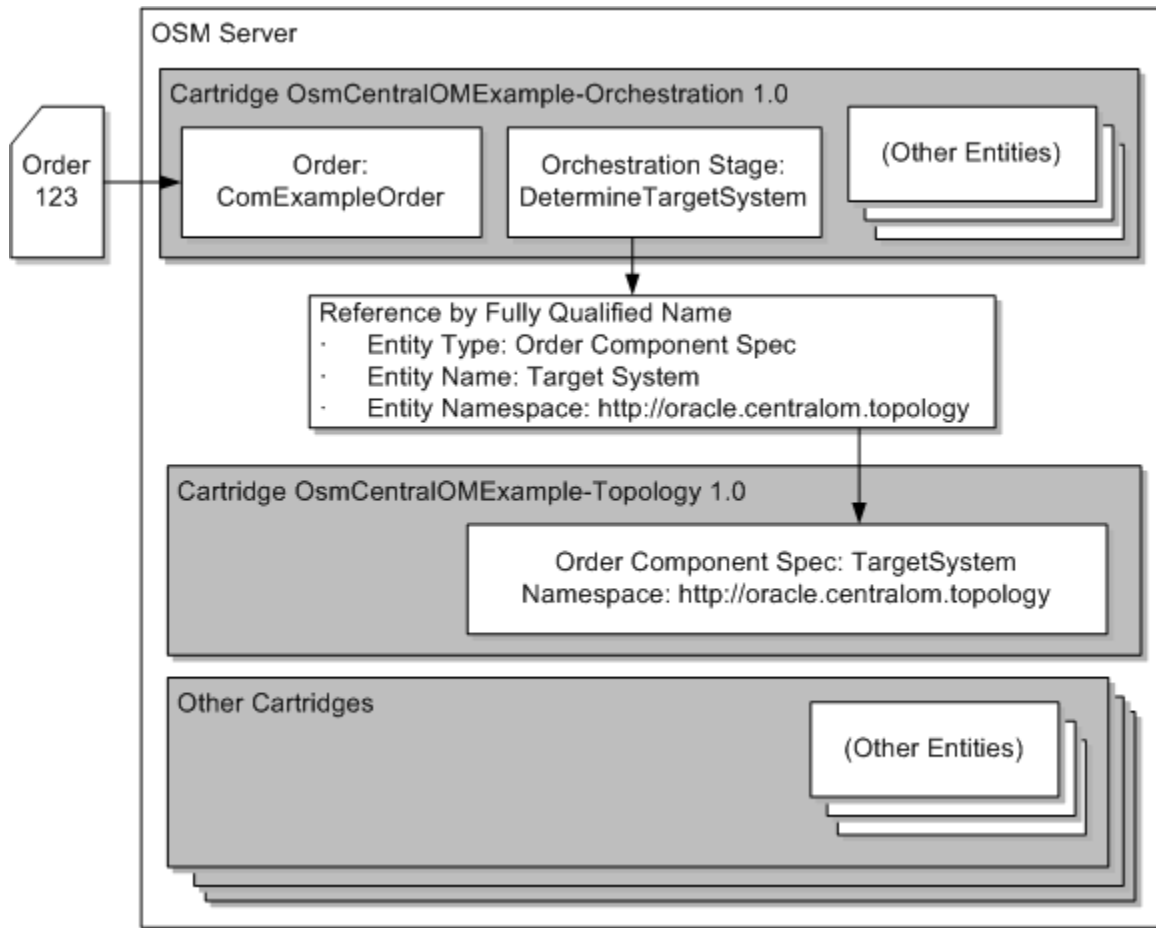 OSM Server
Cartridge OsmCentralOMExample-Orchestration 1.0
Order
123
Order:
ComExampleOrder
Orchestration Stage:
DetermineTargetSystem
(Other Entities)
Reference by Fully Qualified Name
· Entity Type: Order Component Spec
· Entity Name: Target System
· Entity Namespace: http://oracle.centralom.topology
Cartridge OsmCentralOMExample-Topology 1.0
Order Component Spec: TargetSystem
Namespace: http://oracle.centralom.topology
Other Cartridges
(Other Entities)